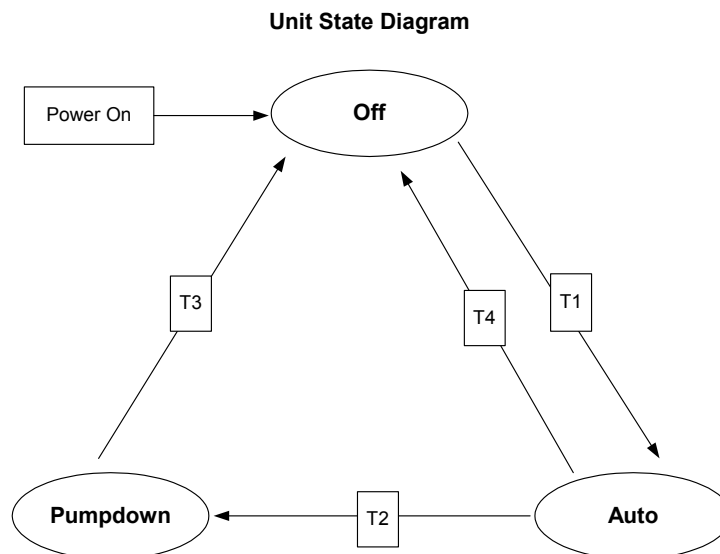 Unit State Diagram
Power On
Off
T3
T4
T1
Pumpdown
T2
Auto